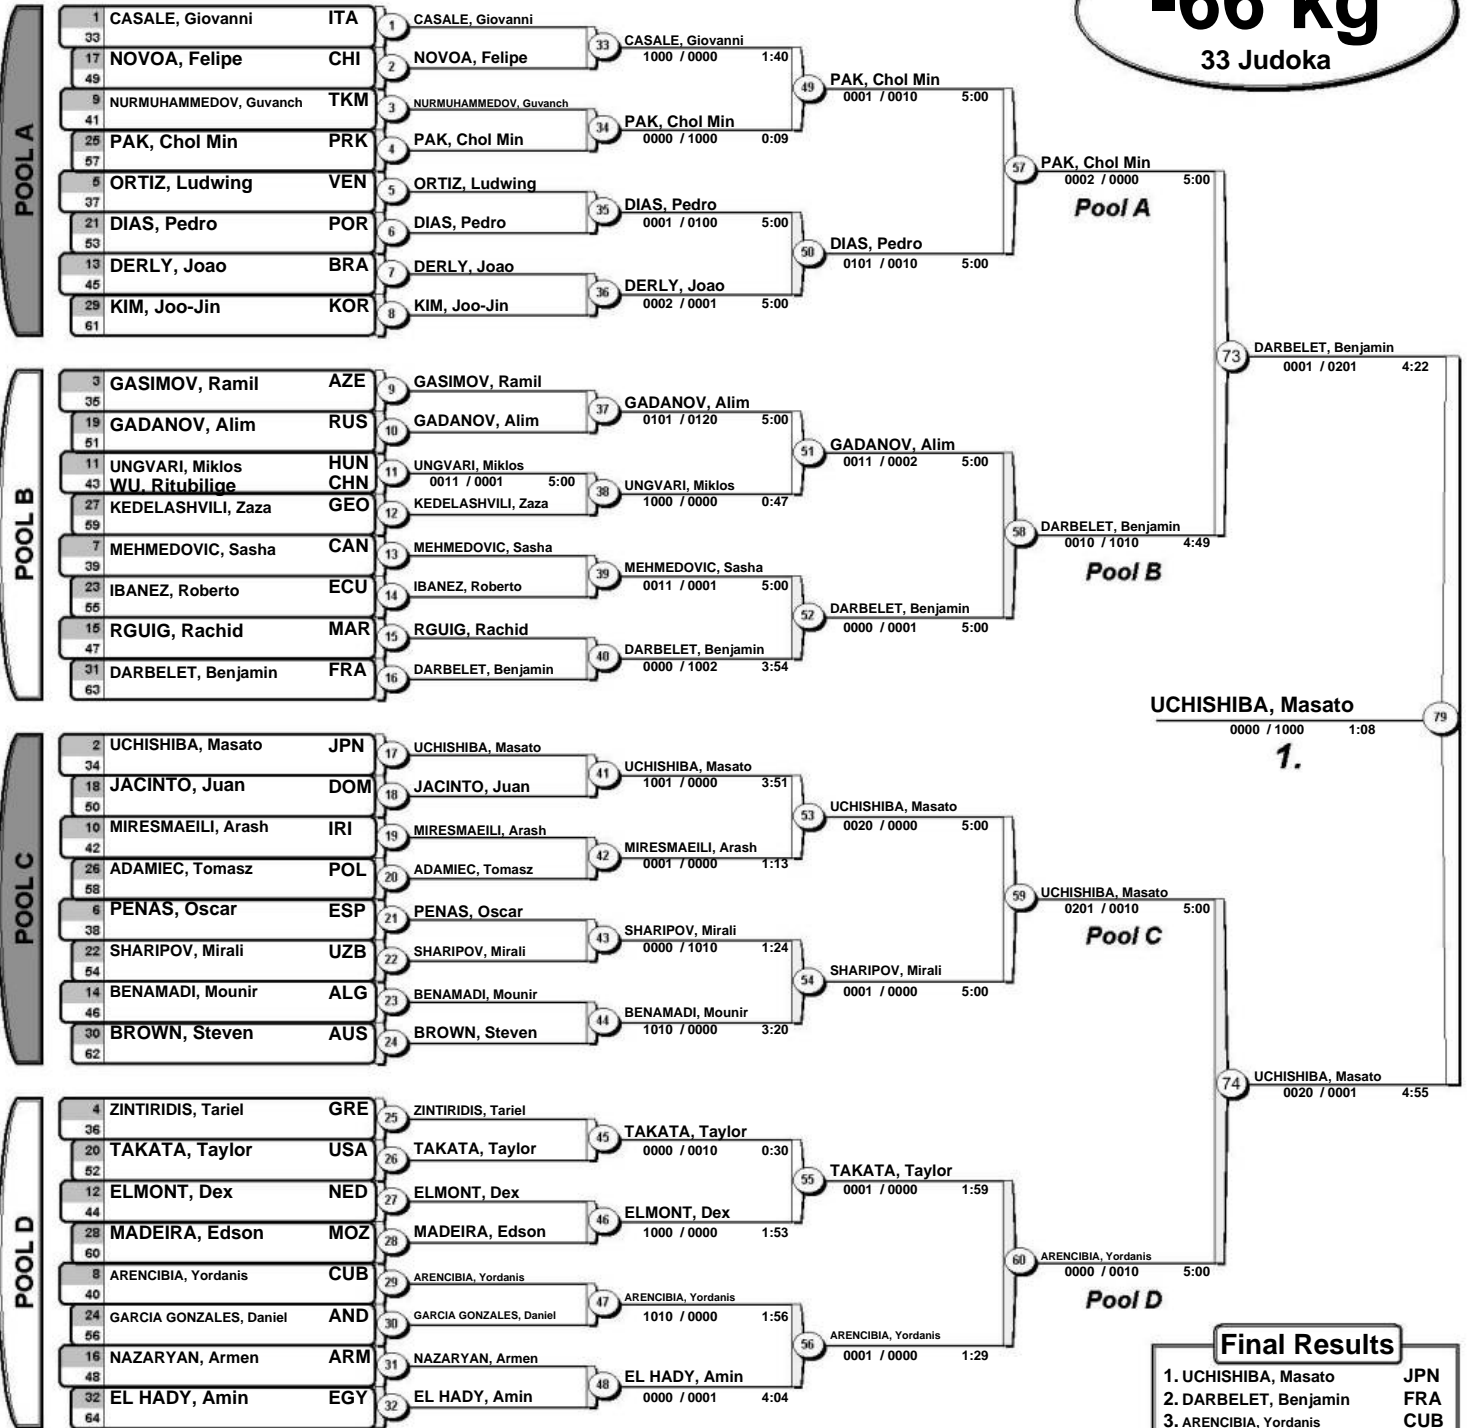 -66 kg
33 Judoka
POOL A
1 CASALE, Giovanni ITA
33
17 NOVOA, Felipe CHI
49
9 NURMUHAMMEDOV, Guvanch TKM
41
25 PAK, Chol Min PRK
57
5 ORTIZ, Ludwing VEN
37
21 DIAS, Pedro POR
53
13 DERLY, Joao BRA
45
29 KIM, Joo-Jin KOR
61
1 CASALE, Giovanni
2 NOVOA, Felipe
3 NURMUHAMMEDOV, Guvanch
4 PAK, Chol Min
5 ORTIZ, Ludwing
6 DIAS, Pedro
7 DERLY, Joao
8 KIM, Joo-Jin
33 CASALE, Giovanni
1000 / 0000 1:40
34 PAK, Chol Min
0000 / 1000 0:09
35 DIAS, Pedro
0001 / 0100 5:00
36 DERLY, Joao
0002 / 0001 5:00
49 PAK, Chol Min
0001 / 0010 5:00
50 DIAS, Pedro
0101 / 0010 5:00
57 PAK, Chol Min
0002 / 0000 5:00
Pool A
POOL B
3 GASIMOV, Ramil AZE
35
19 GADANOV, Alim RUS
51
11 UNGVARI, Miklos HUN
43 WU, Ritubilige CHN
27 KEDELASHVILI, Zaza GEO
59
7 MEHMEDOVIC, Sasha CAN
39
23 IBANEZ, Roberto ECU
55
15 RGUIG, Rachid MAR
47
31 DARBELET, Benjamin FRA
63
9 GASIMOV, Ramil
10 GADANOV, Alim
11 UNGVARI, Miklos
0011 / 0001 5:00
12 KEDELASHVILI, Zaza
13 MEHMEDOVIC, Sasha
14 IBANEZ, Roberto
15 RGUIG, Rachid
16 DARBELET, Benjamin
37 GADANOV, Alim
0101 / 0120 5:00
38 UNGVARI, Miklos
1000 / 0000 0:47
39 MEHMEDOVIC, Sasha
0011 / 0001 5:00
40 DARBELET, Benjamin
0000 / 1002 3:54
51 GADANOV, Alim
0011 / 0002 5:00
52 DARBELET, Benjamin
0000 / 0001 5:00
58 DARBELET, Benjamin
0010 / 1010 4:49
Pool B
73 DARBELET, Benjamin
0001 / 0201 4:22
UCHISHIBA, Masato 79
0000 / 1000 1:08
1.
POOL C
2 UCHISHIBA, Masato JPN
34
18 JACINTO, Juan DOM
50
10 MIRESMAEILI, Arash IRI
42
26 ADAMIEC, Tomasz POL
58
6 PENAS, Oscar ESP
38
22 SHARIPOV, Mirali UZB
54
14 BENAMADI, Mounir ALG
46
30 BROWN, Steven AUS
62
17 UCHISHIBA, Masato
18 JACINTO, Juan
19 MIRESMAEILI, Arash
20 ADAMIEC, Tomasz
21 PENAS, Oscar
22 SHARIPOV, Mirali
23 BENAMADI, Mounir
24 BROWN, Steven
41 UCHISHIBA, Masato
1001 / 0000 3:51
42 MIRESMAEILI, Arash
0001 / 0000 1:13
43 SHARIPOV, Mirali
0000 / 1010 1:24
44 BENAMADI, Mounir
1010 / 0000 3:20
53 UCHISHIBA, Masato
0020 / 0000 5:00
54 SHARIPOV, Mirali
0001 / 0000 5:00
59 UCHISHIBA, Masato
0201 / 0010 5:00
Pool C
74 UCHISHIBA, Masato
0020 / 0001 4:55
POOL D
4 ZINTIRIDIS, Tariel GRE
36
20 TAKATA, Taylor USA
52
12 ELMONT, Dex NED
44
28 MADEIRA, Edson MOZ
60
8 ARENCIBIA, Yordanis CUB
40
24 GARCIA GONZALES, Daniel AND
56
16 NAZARYAN, Armen ARM
48
32 EL HADY, Amin EGY
64
25 ZINTIRIDIS, Tariel
26 TAKATA, Taylor
27 ELMONT, Dex
28 MADEIRA, Edson
29 ARENCIBIA, Yordanis
30 GARCIA GONZALES, Daniel
31 NAZARYAN, Armen
32 EL HADY, Amin
45 TAKATA, Taylor
0000 / 0010 0:30
46 ELMONT, Dex
1000 / 0000 1:53
47 ARENCIBIA, Yordanis
1010 / 0000 1:56
48 EL HADY, Amin
0000 / 0001 4:04
55 TAKATA, Taylor
0001 / 0000 1:59
56 ARENCIBIA, Yordanis
0001 / 0000 1:29
60 ARENCIBIA, Yordanis
0000 / 0010 5:00
Pool D
Final Results
1. UCHISHIBA, Masato JPN
2. DARBELET, Benjamin FRA
3. ARENCIBIA, Yordanis CUB